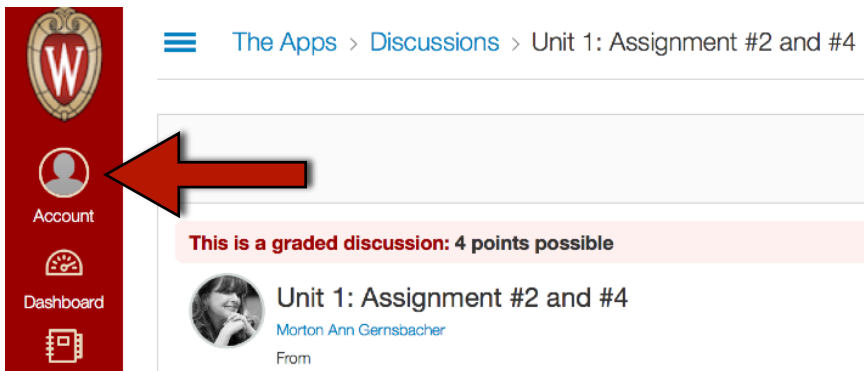 W
The Apps > Discussions > Unit 1: Assignment #2 and #4
Account
This is a graded discussion: 4 points possible
Dashboard
Unit 1: Assignment #2 and #4
Morton Ann Gernsbacher
From